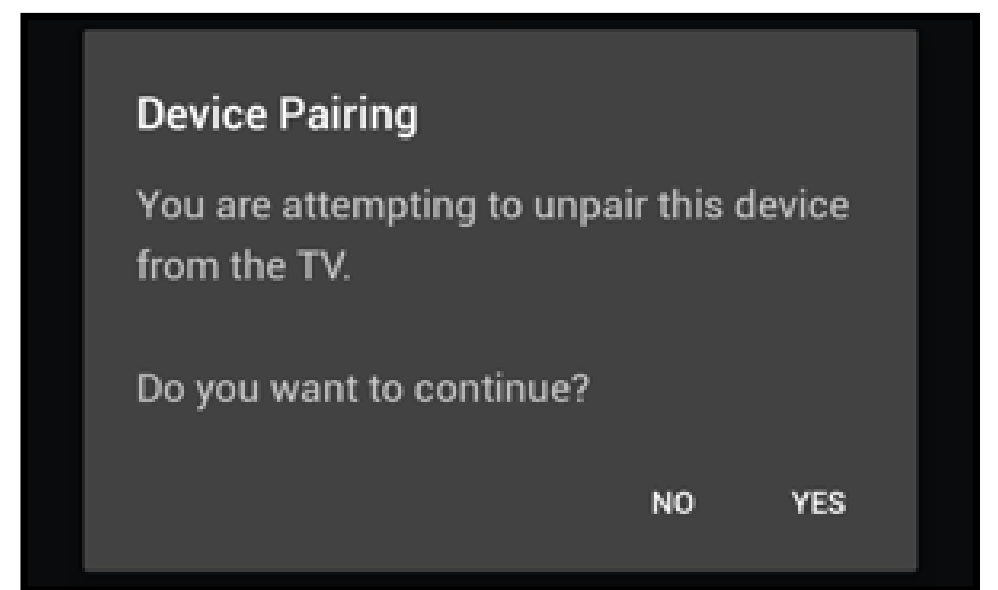 Device Pairing
You are attempting to unpair this device
from the TV.
Do you want to continue?
NO YES